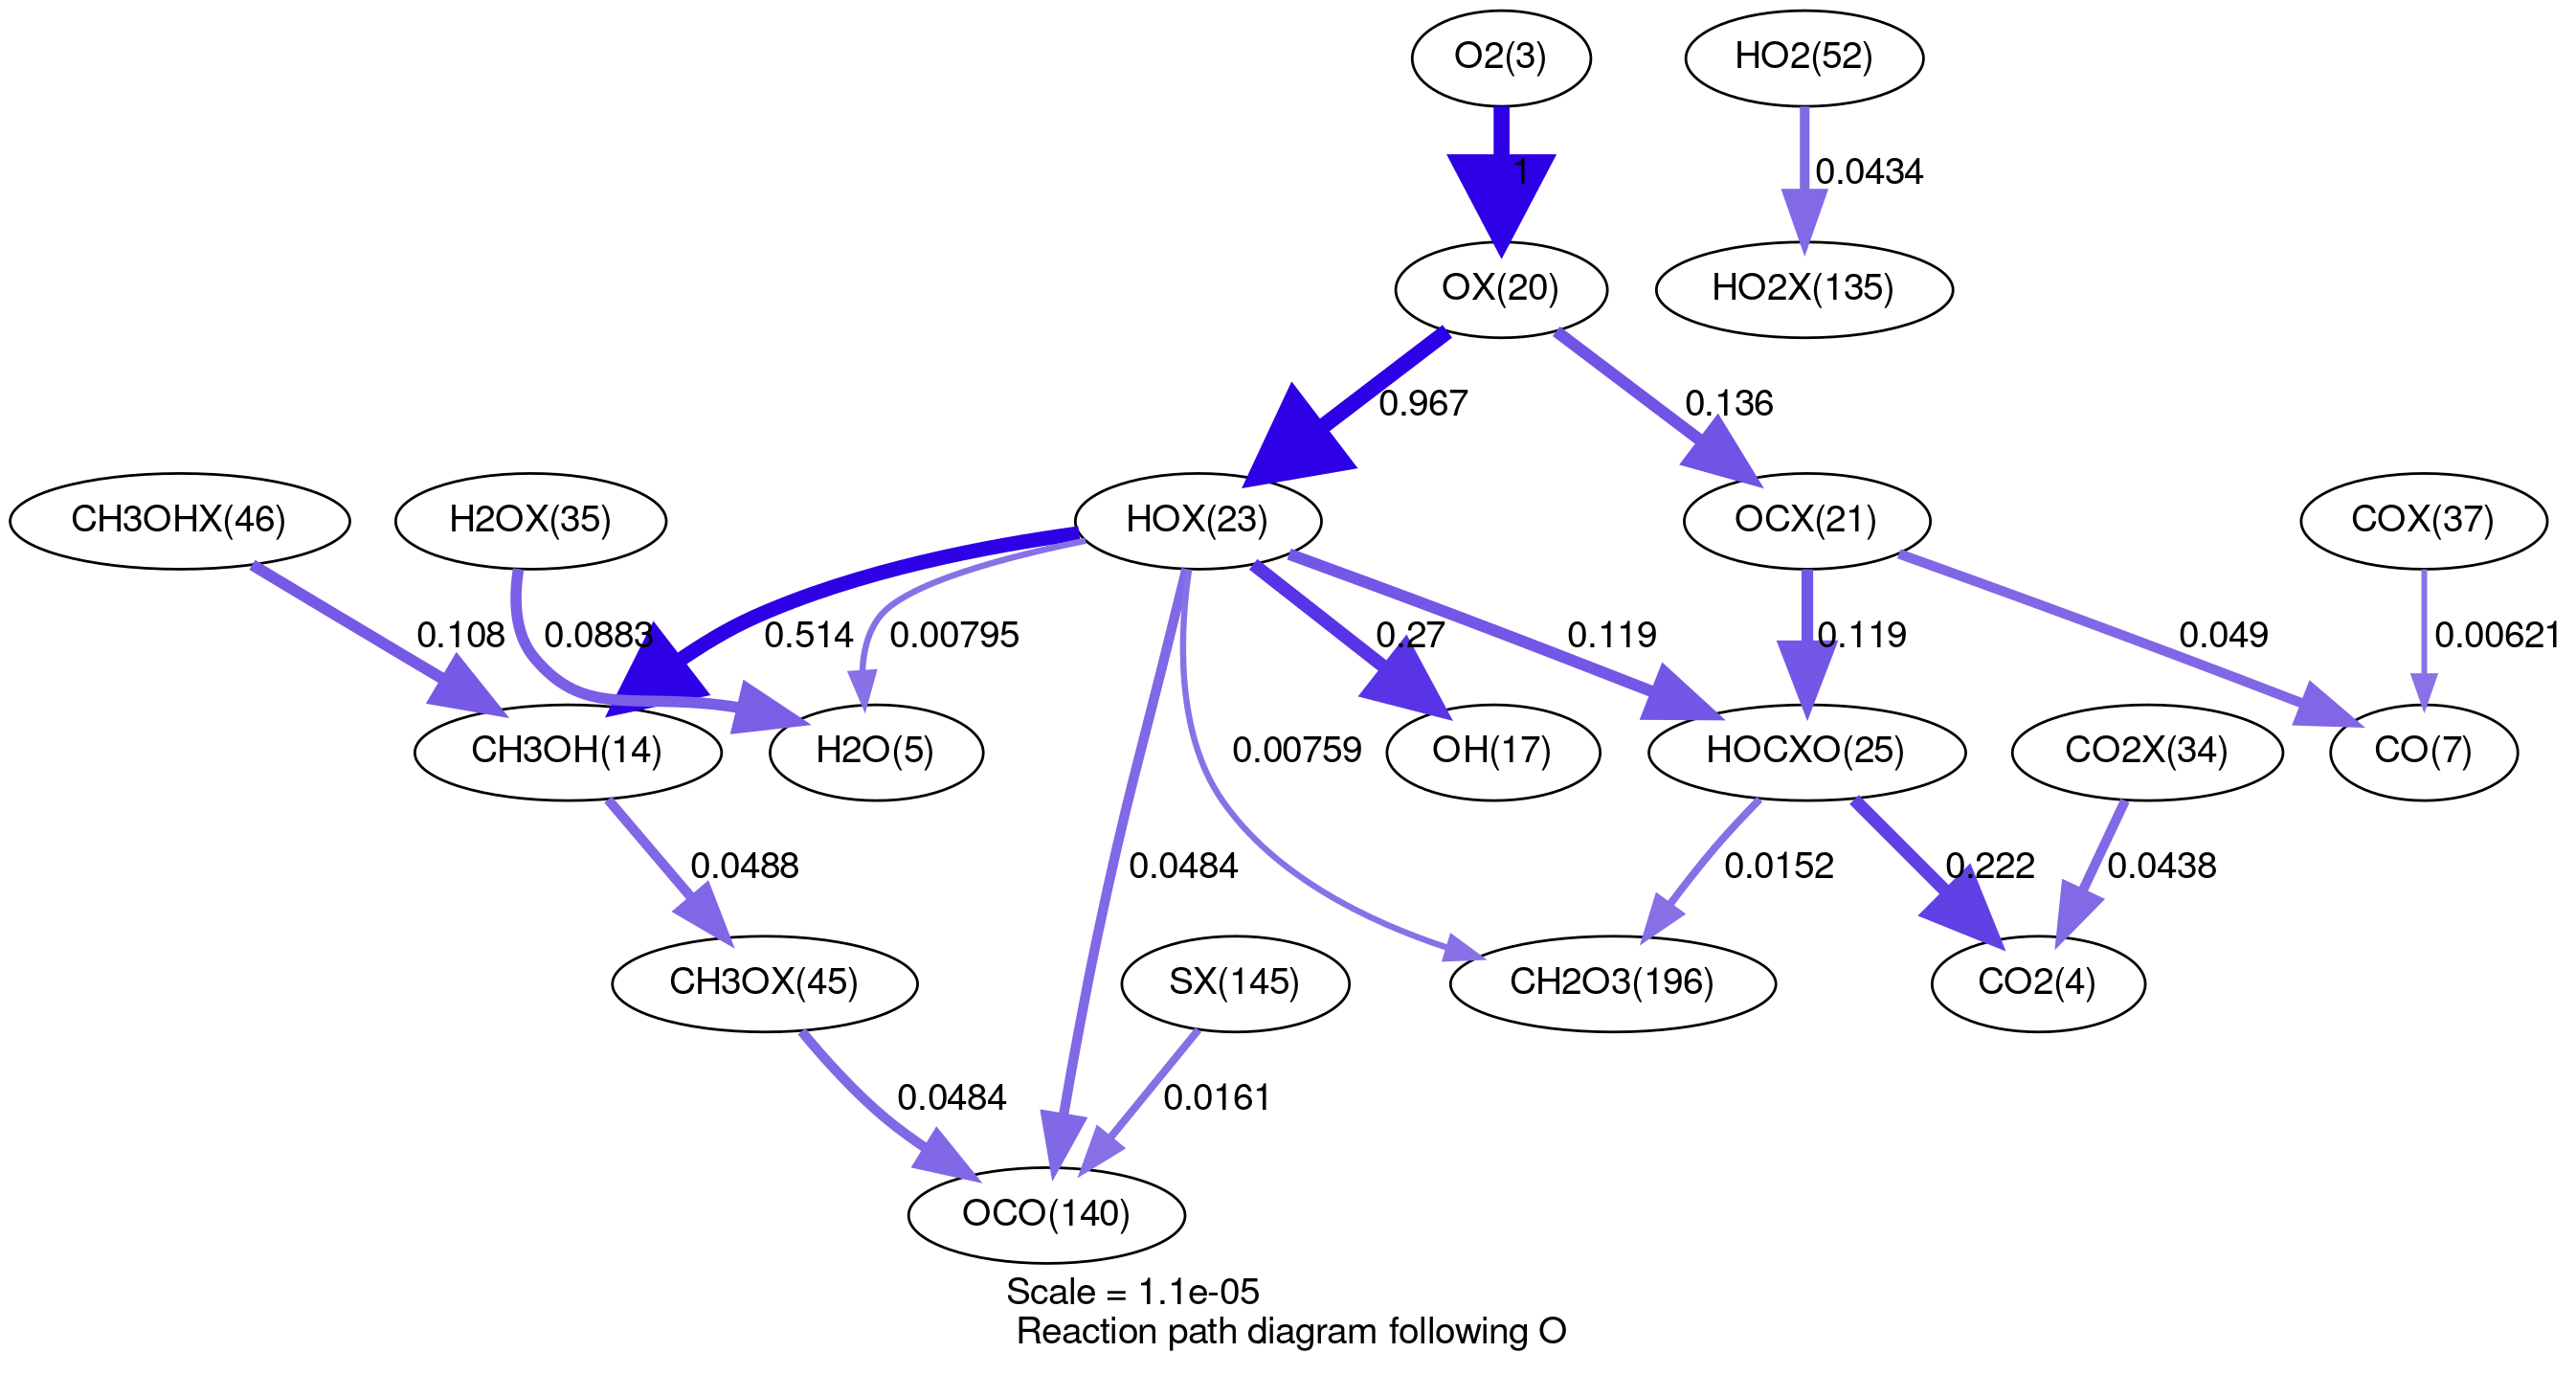 O2(3)
HO2(52)
1
0.0434
OX(20)
HO2X(135)
0.967
0.136
CH3OHX(46)
H2OX(35)
HOX(23)
OCX(21)
COX(37)
0.108
0.0883
0.514
0.00795
0.27
0.119
0.119
0.049
0.00621
CH3OH(14)
H2O(5)
0.00759
OH(17)
HOCXO(25)
CO2X(34)
CO(7)
0.0488
0.0484
0.0152
0.222
0.0438
CH3OX(45)
SX(145)
CH2O3(196)
CO2(4)
0.0484
0.0161
OCO(140)
Scale = 1.1e-05
Reaction path diagram following O